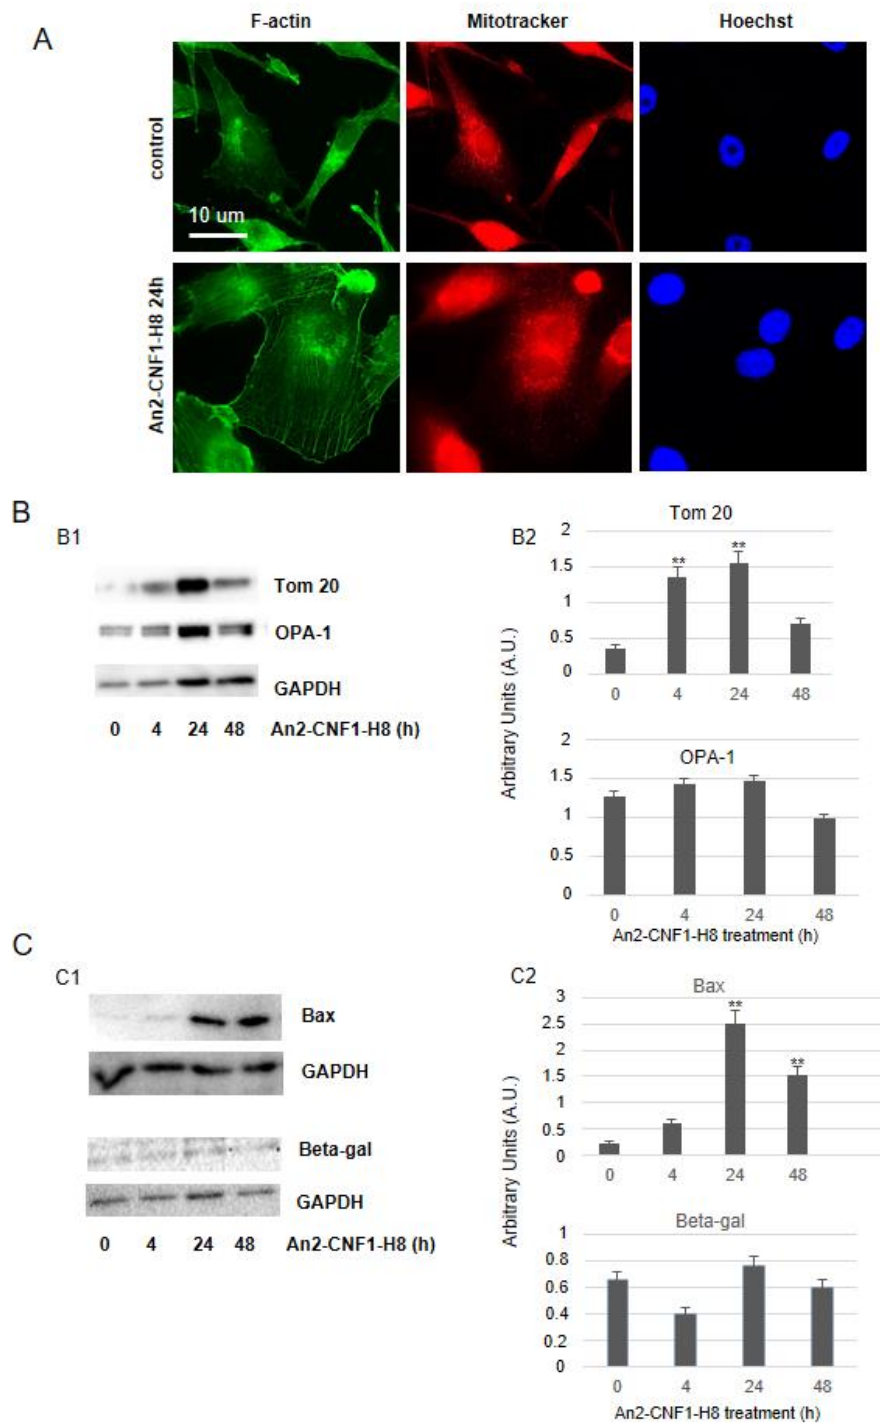 A
F-actin Mitotracker Hoechst
control
10 um
An2-CNF1-H8 24h
B
B1
Tom 20
OPA-1
GAPDH
0 4 24 48 An2-CNF1-H8 (h)
B2
Tom 20
2
1.5
1
0.5
0
** **
0 4 24 48
Arbitrary Units (A.U.)
OPA-1
2
1.5
1
0.5
0
0 4 24 48
An2-CNF1-H8 treatment (h)
C
C1
Bax
GAPDH
Beta-gal
GAPDH
0 4 24 48 An2-CNF1-H8 (h)
C2
Bax
3
2.5
2
1.5
1
0.5
0
** **
0 4 24 48
Arbitrary Units (A.U.)
Beta-gal
1
0.8
0.6
0.4
0.2
0
0 4 24 48
An2-CNF1-H8 treatment (h)